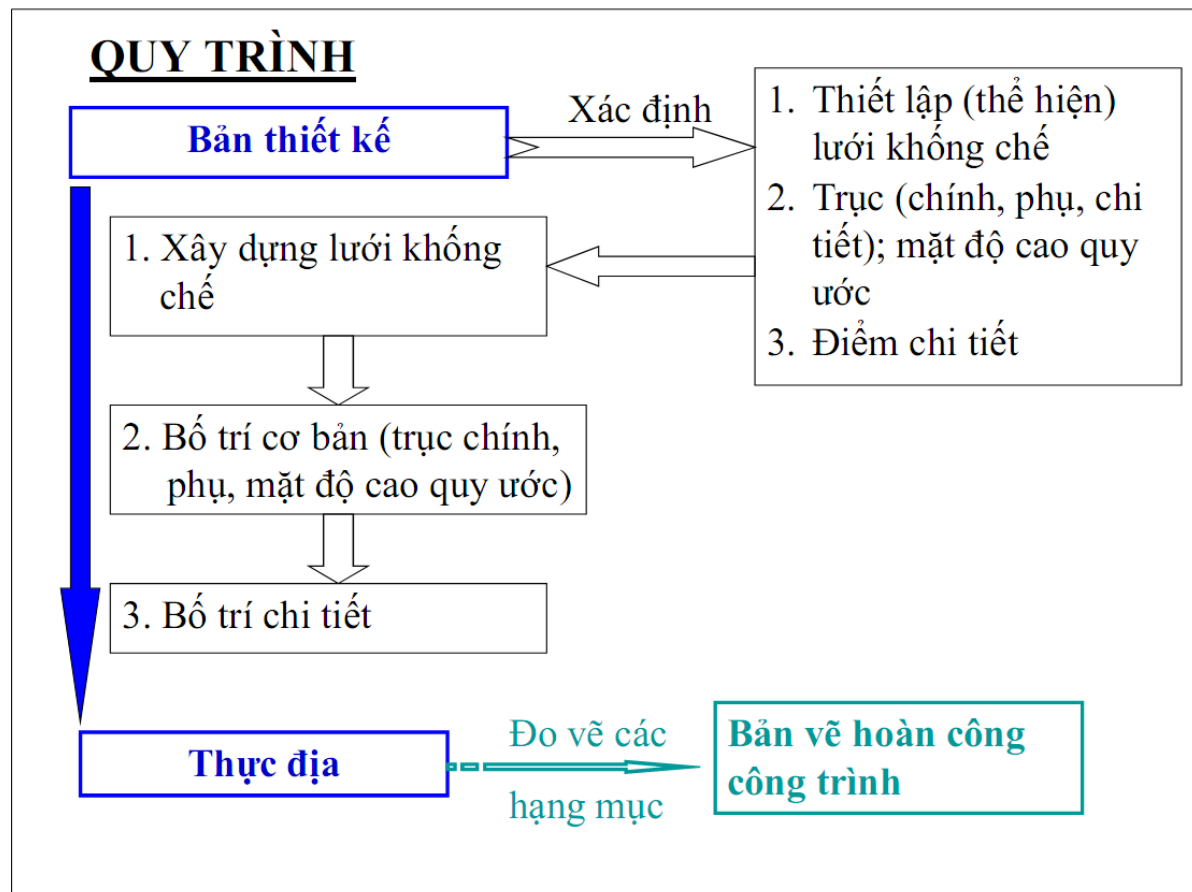 QUY TRÌNH
Bản thiết kế
Xác định
1. Thiết lập (thể hiện)
lưới khống chế
2. Trục (chính, phụ, chi
tiết); mặt độ cao quy
ước
3. Điểm chi tiết
1. Xây dựng lưới khống
chế
2. Bố trí cơ bản (trục chính,
phụ, mặt độ cao quy ước)
3. Bố trí chi tiết
Thực địa
Đo vẽ các
hạng mục
Bản vẽ hoàn công
công trình